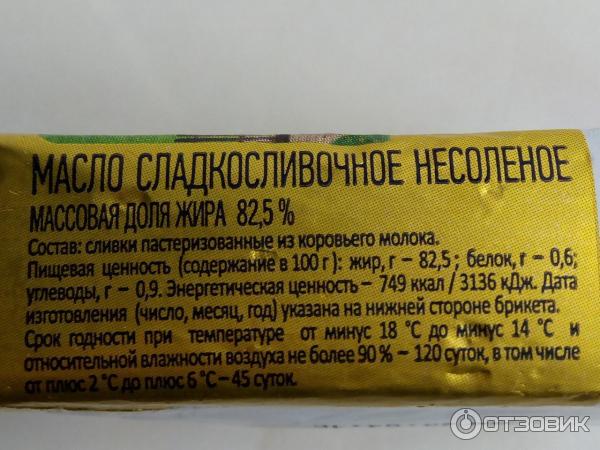 МАСЛО СЛАДКОСЛИВОЧНОЕ НЕСОЛЕНОЕ
МАССОВАЯ ДОЛЯ ЖИРА 82,5 %
Состав: сливки пастеризованные из коровьего молока.
Пищевая ценность (содержание в 100 г): жир, г – 82,5; белок, г – 0,6;
углеводы, г – 0,9. Энергетическая ценность – 749 ккал / 3136 кДж. Дата
изготовления (число, месяц, год) указана на нижней стороне брикета.
Срок годности при температуре от минус 18 °С до минус 14 °С и
относительной влажности воздуха не более 90 % – 120 суток, в том числе
от плюс 2 °С до плюс 6 °С – 45 суток.
ОТЗОВИК